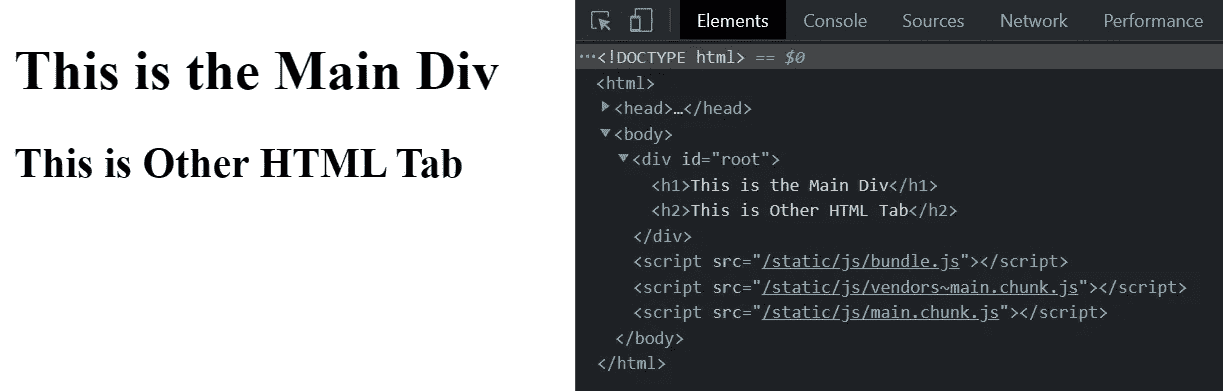 This is the Main Div
This is Other HTML Tab
Elements Console Sources Network Performance
⋯<!DOCTYPE html> == $0
<html>
<head>…</head>
<body>
<div id="root">
<h1>This is the Main Div</h1>
<h2>This is Other HTML Tab</h2>
</div>
<script src="/static/js/bundle.js"></script>
<script src="/static/js/vendors~main.chunk.js"></script>
<script src="/static/js/main.chunk.js"></script>
</body>
</html>